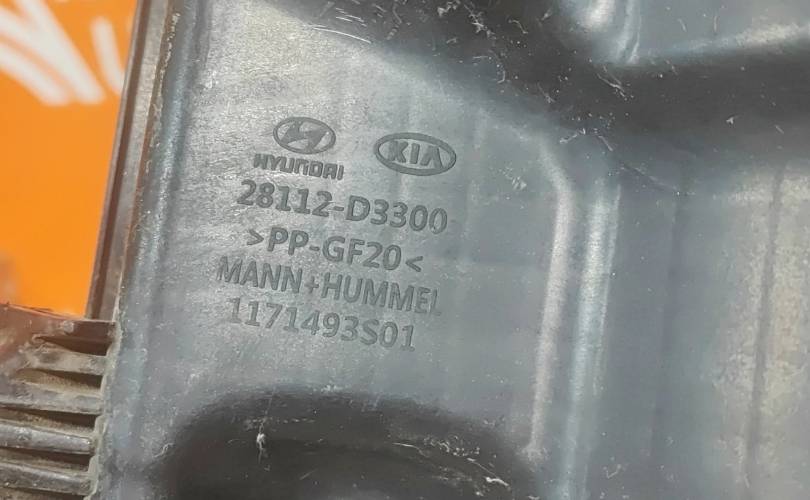 HYUNDAI KIA
28112-D3300
>PP-GF20<
MANN+HUMMEL
1171493S01